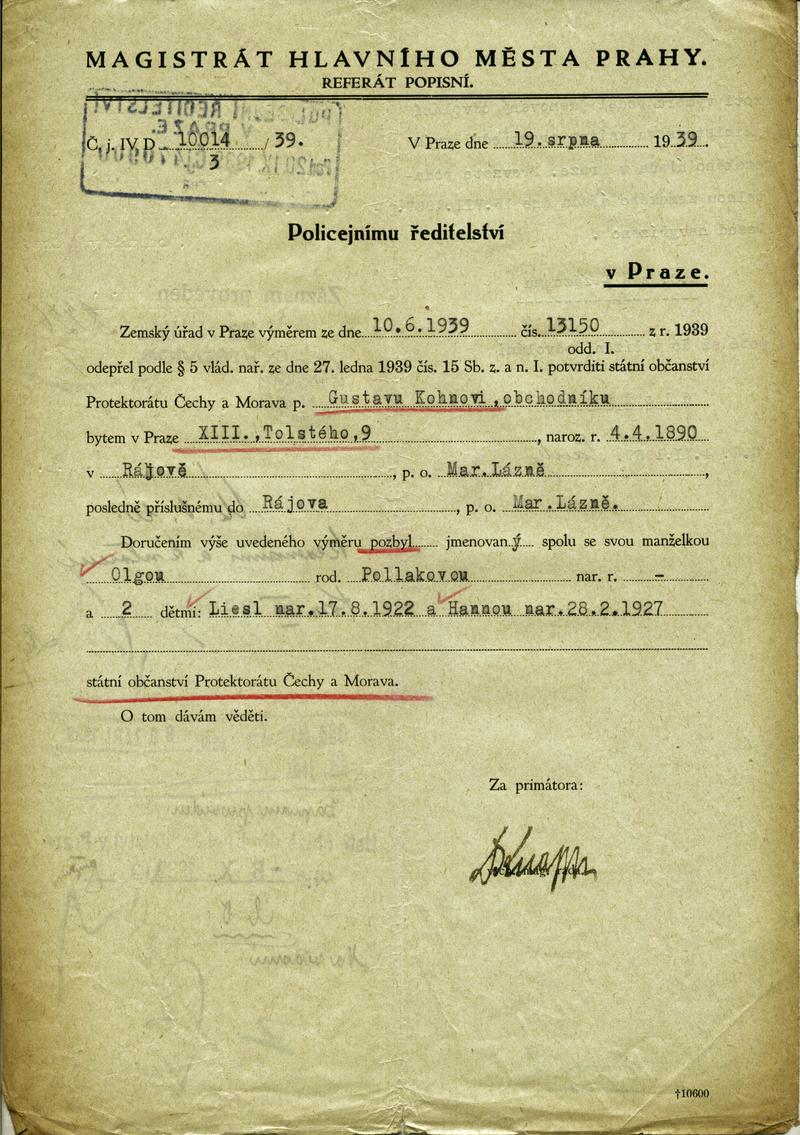 MAGISTRÁT HLAVNÍHO MĚSTA PRAHY.
REFERÁT POPISNÍ.
Č. j. IV, D 10014 / 39.
3
V Praze dne 19. srpna 1939.
Policejnímu ředitelství
v Praze.
Zemský úřad v Praze výměrem ze dne 10.6.1939 čís. 13150 z r. 1939
odd. I.
odepřel podle § 5 vlád. nař. ze dne 27. ledna 1939 čís. 15 Sb. z. a n. I. potvrditi státní občanství
Protektorátu Čechy a Morava p. Gustavu Kohnovi, obchodníku
bytem v Praze XIII., Tolstého, 9, naroz. r. 4.4.1890
v Rájově, p. o. Mar. Lázně,
posledně příslušnému do Rájova, p. o. Mar. Lázně.
Doručením výše uvedeného výměru pozbyl jmenovaný spolu se svou manželkou
Olgou rod. Pollakovou nar. r. –
a 2 dětmi: Liesl nar. 17.8.1922 a Hannou nar. 28.2.1927
státní občanství Protektorátu Čechy a Morava.
O tom dávám věděti.
Za primátora:
†10600